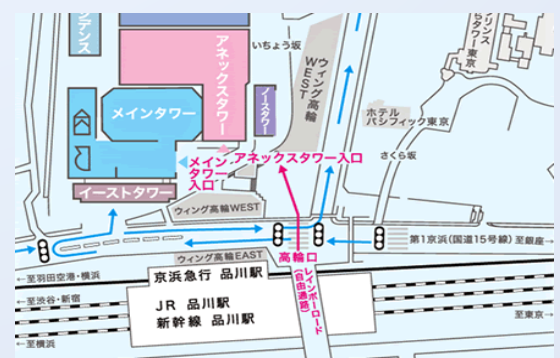 デンス
アネックスタワー
いちょう坂
ウィング高輪
WEST
プリンス
さくらタワー東京
メインタワー
ノースタワー
ホテル
パシフィック東京
メイン
タワー
入口
アネックスタワー入口
さくら坂
イーストタワー
ウィング高輪WEST
第1京浜(国道15号線)至銀座→
ウィング高輪EAST
高輪口
←至羽田空港・横浜
京浜急行 品川駅
レインボーロード
(自由通路)
←至渋谷・新宿
JR 品川駅
新幹線 品川駅
至東京→
←至横浜